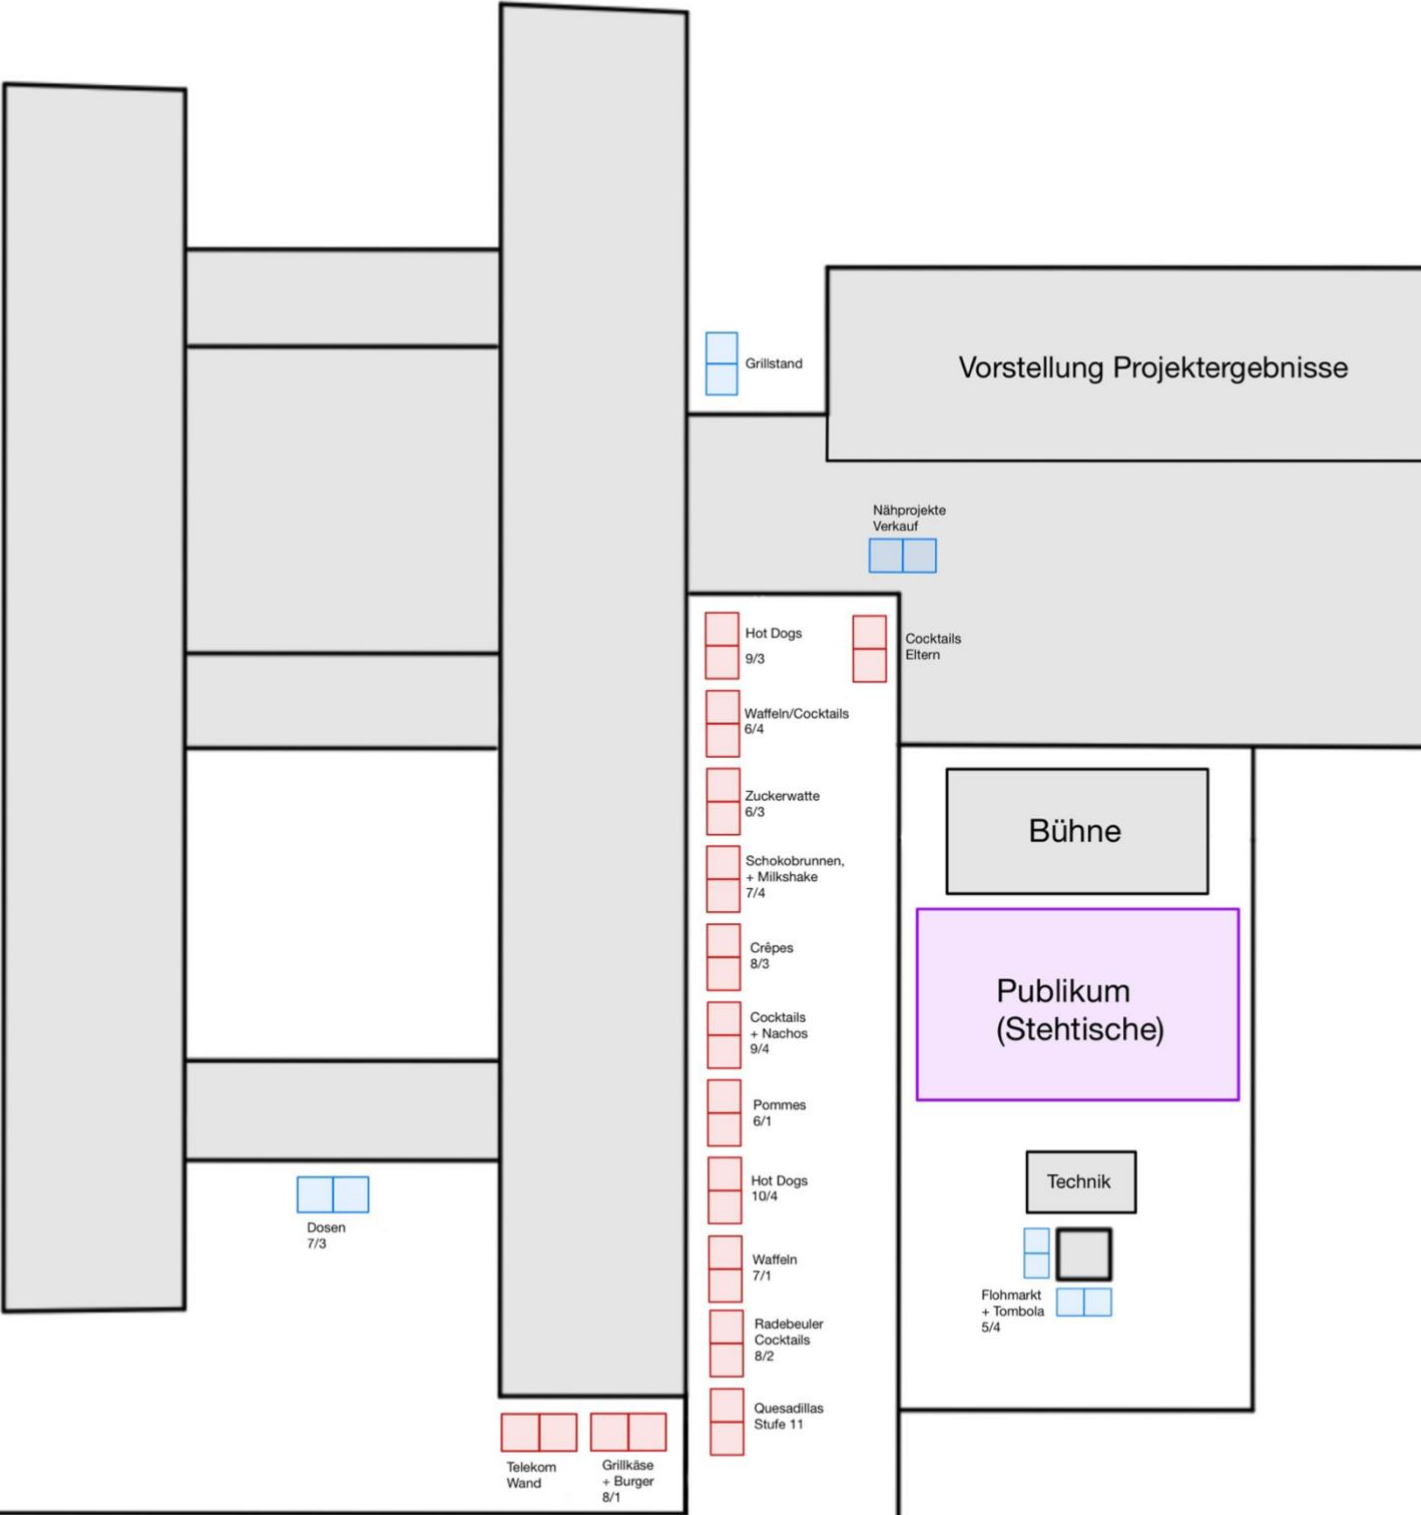 Grillstand
Vorstellung Projektergebnisse
Nähprojekte
Verkauf
Hot Dogs
9/3
Cocktails
Eltern
Waffeln/Cocktails
6/4
Zuckerwatte
6/3
Schokobrunnen,
+ Milkshake
7/4
Crêpes
8/3
Cocktails
+ Nachos
9/4
Pommes
6/1
Hot Dogs
10/4
Waffeln
7/1
Radebeuler
Cocktails
8/2
Quesadillas
Stufe 11
Bühne
Publikum
(Stehtische)
Technik
Flohmarkt
+ Tombola
5/4
Dosen
7/3
Telekom
Wand
Grillkäse
+ Burger
8/1